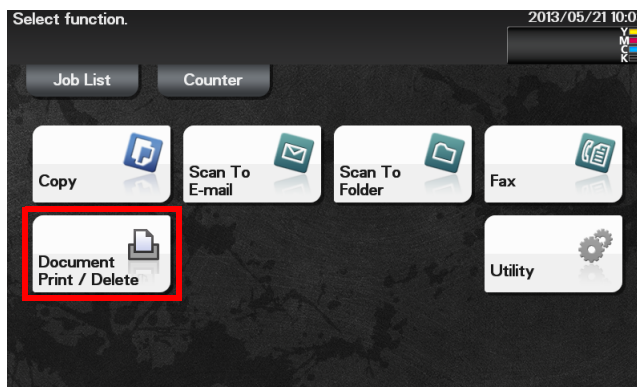 Select function.
2013/05/21 10:0
Y
M
C
K
Job List
Counter
Copy
Scan To
E-mail
Scan To
Folder
Fax
Document
Print / Delete
Utility